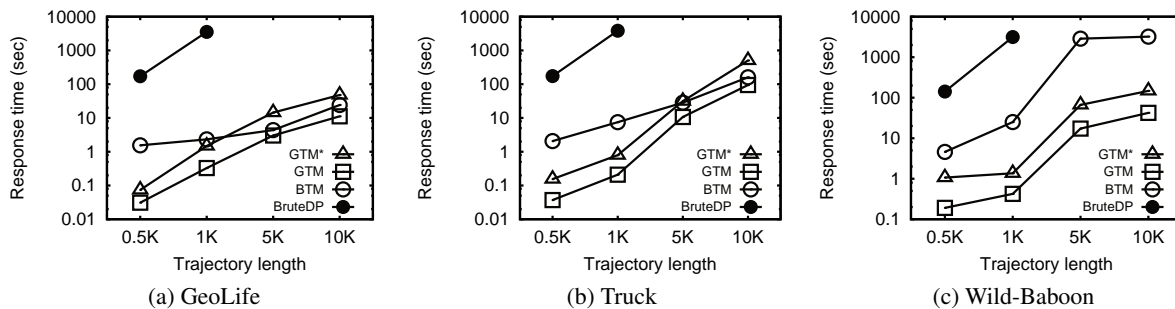 Response time (sec)
10000
1000
100
10
1
0.1
0.01
GTM*
GTM
BTM
BruteDP
0.5K 1K 5K 10K
Trajectory length
(a) GeoLife
Response time (sec)
10000
1000
100
10
1
0.1
0.01
GTM*
GTM
BTM
BruteDP
0.5K 1K 5K 10K
Trajectory length
(b) Truck
Response time (sec)
10000
1000
100
10
1
0.1
GTM*
GTM
BTM
BruteDP
0.5K 1K 5K 10K
Trajectory length
(c) Wild-Baboon